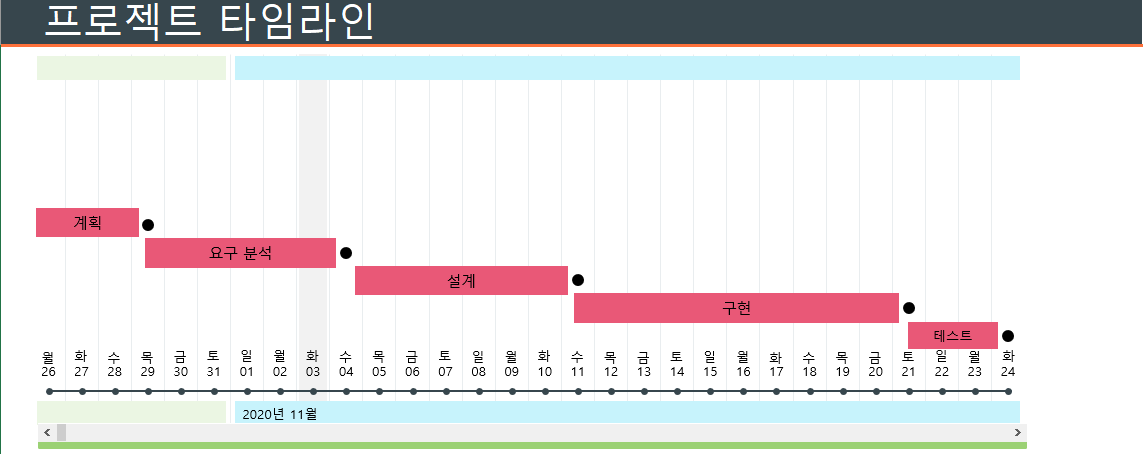 프로젝트 타임라인
계획
요구 분석
설계
구현
테스트
월 화 수 목 금 토 일 월 화 수 목 금 토 일 월 화 수 목 금 토 일 월 화 수 목 금 토 일 월 화
26 27 28 29 30 31 01 02 03 04 05 06 07 08 09 10 11 12 13 14 15 16 17 18 19 20 21 22 23 24
2020년 11월